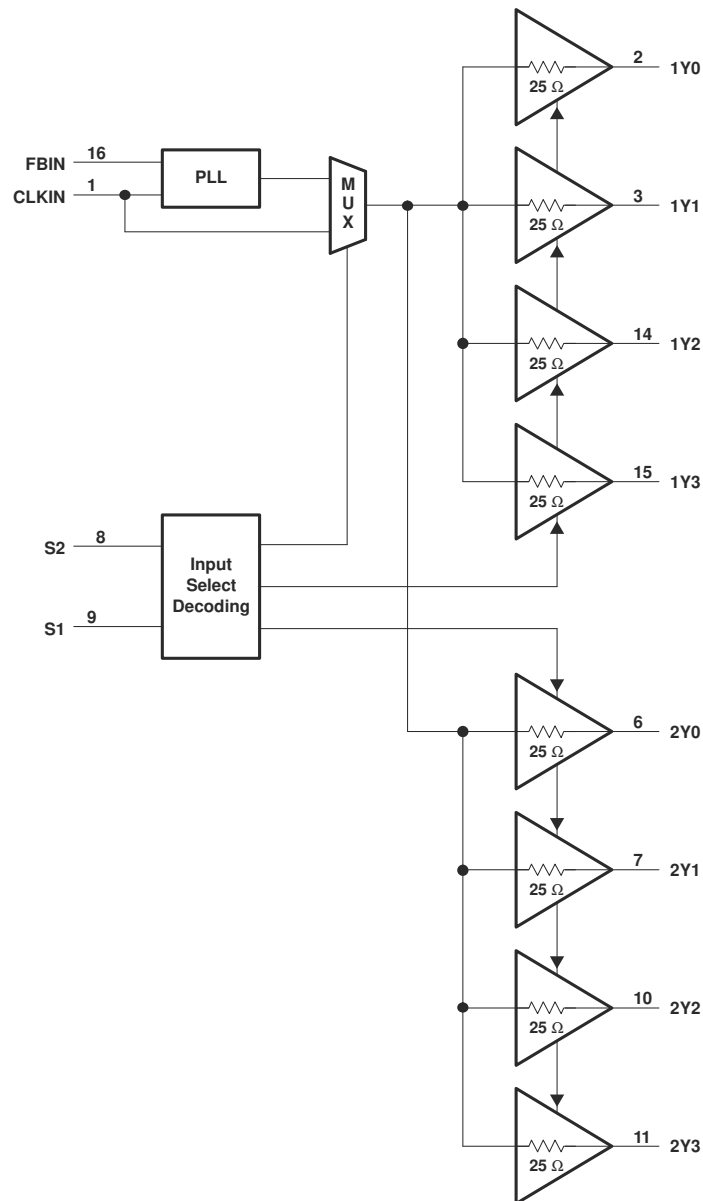 2
1Y0
25 Ω
FBIN
16
CLKIN
1
PLL
MUX
3
1Y1
25 Ω
14
1Y2
25 Ω
15
1Y3
25 Ω
S2
8
S1
9
Input
Select
Decoding
6
2Y0
25 Ω
7
2Y1
25 Ω
10
2Y2
25 Ω
11
2Y3
25 Ω